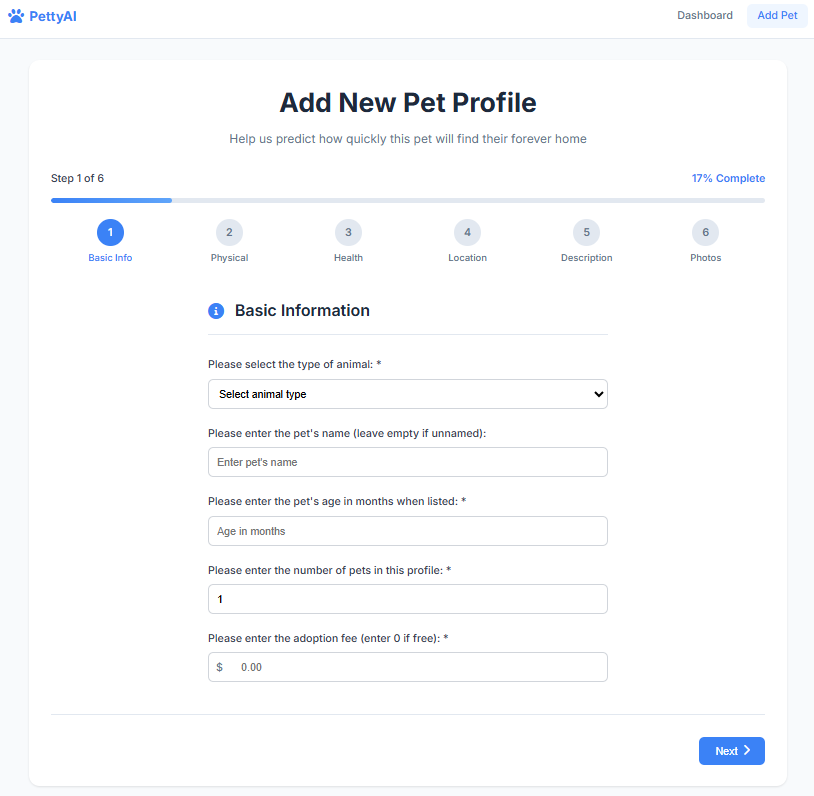 PettyAI
Dashboard
Add Pet
Add New Pet Profile
Help us predict how quickly this pet will find their forever home
Step 1 of 6
17% Complete
1
2
3
4
5
6
Basic Info
Physical
Health
Location
Description
Photos
Basic Information
Please select the type of animal: *
Select animal type
Please enter the pet's name (leave empty if unnamed):
Enter pet's name
Please enter the pet's age in months when listed: *
Age in months
Please enter the number of pets in this profile: *
1
Please enter the adoption fee (enter 0 if free): *
$ 0.00
Next